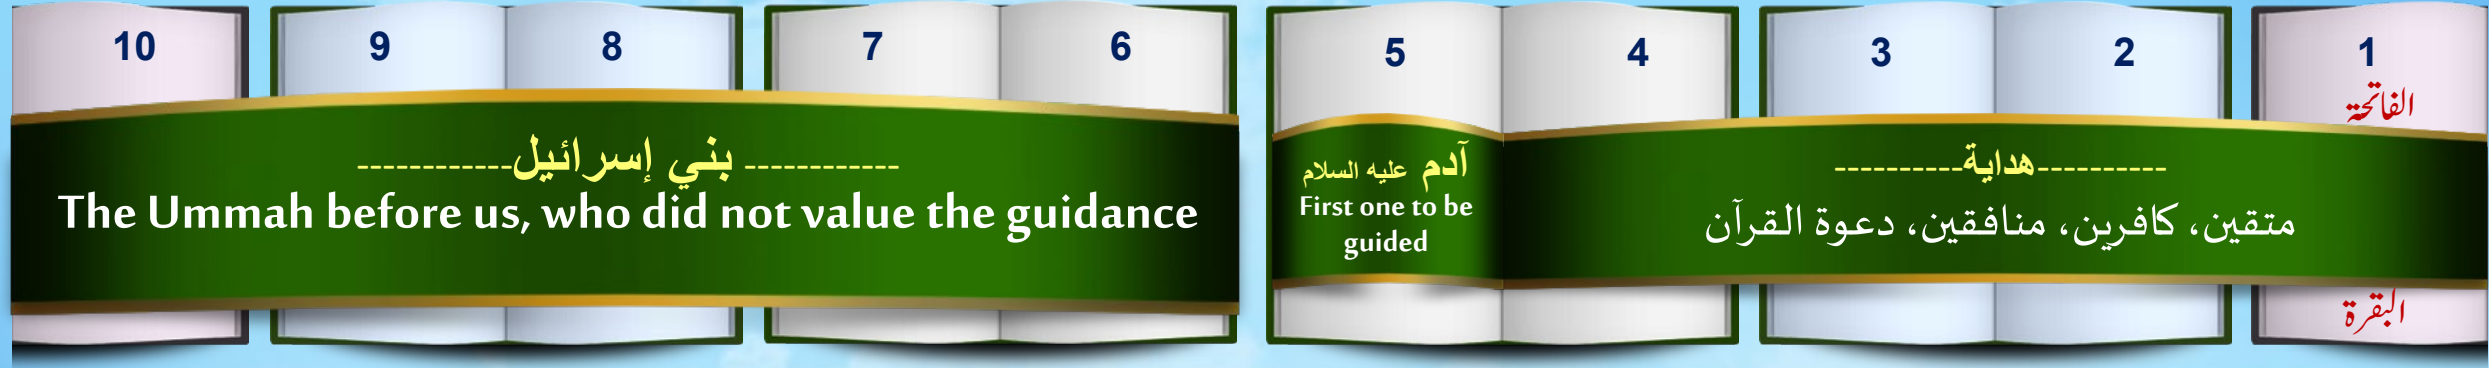 1
2
3
4
5
6
7
8
9
10
الفاتحة
----------هداية----------
متقين، كافرين، منافقين، دعوة القرآن
البقرة
آدم عليه السلام
First one to be
guided
------------ بني إسرائيل------------
The Ummah before us, who did not value the guidance